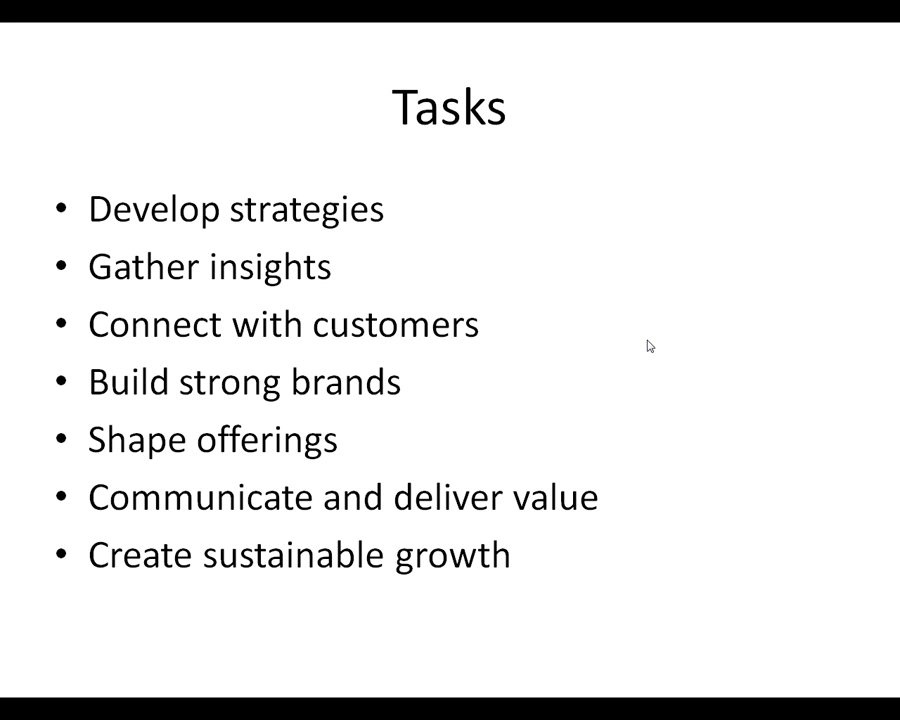 Tasks
• Develop strategies
• Gather insights
• Connect with customers
• Build strong brands
• Shape offerings
• Communicate and deliver value
• Create sustainable growth